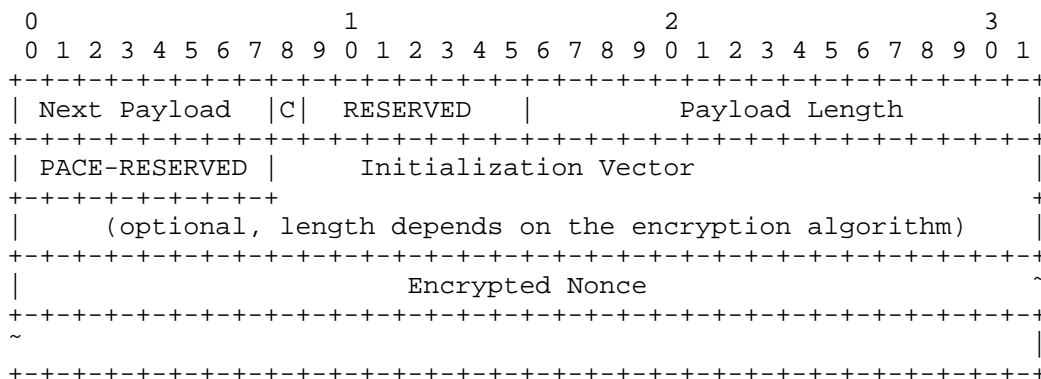 0                   1                   2                   3
 0 1 2 3 4 5 6 7 8 9 0 1 2 3 4 5 6 7 8 9 0 1 2 3 4 5 6 7 8 9 0 1
+-+-+-+-+-+-+-+-+-+-+-+-+-+-+-+-+-+-+-+-+-+-+-+-+-+-+-+-+-+-+-+-+
| Next Payload  |C|  RESERVED   |         Payload Length        |
+-+-+-+-+-+-+-+-+-+-+-+-+-+-+-+-+-+-+-+-+-+-+-+-+-+-+-+-+-+-+-+-+
| PACE-RESERVED |     Initialization Vector                     |
+-+-+-+-+-+-+-+-+                                               +
|     (optional, length depends on the encryption algorithm)    |
+-+-+-+-+-+-+-+-+-+-+-+-+-+-+-+-+-+-+-+-+-+-+-+-+-+-+-+-+-+-+-+-+
|                        Encrypted Nonce                        ~
+-+-+-+-+-+-+-+-+-+-+-+-+-+-+-+-+-+-+-+-+-+-+-+-+-+-+-+-+-+-+-+-+
~                                                               |
+-+-+-+-+-+-+-+-+-+-+-+-+-+-+-+-+-+-+-+-+-+-+-+-+-+-+-+-+-+-+-+-+